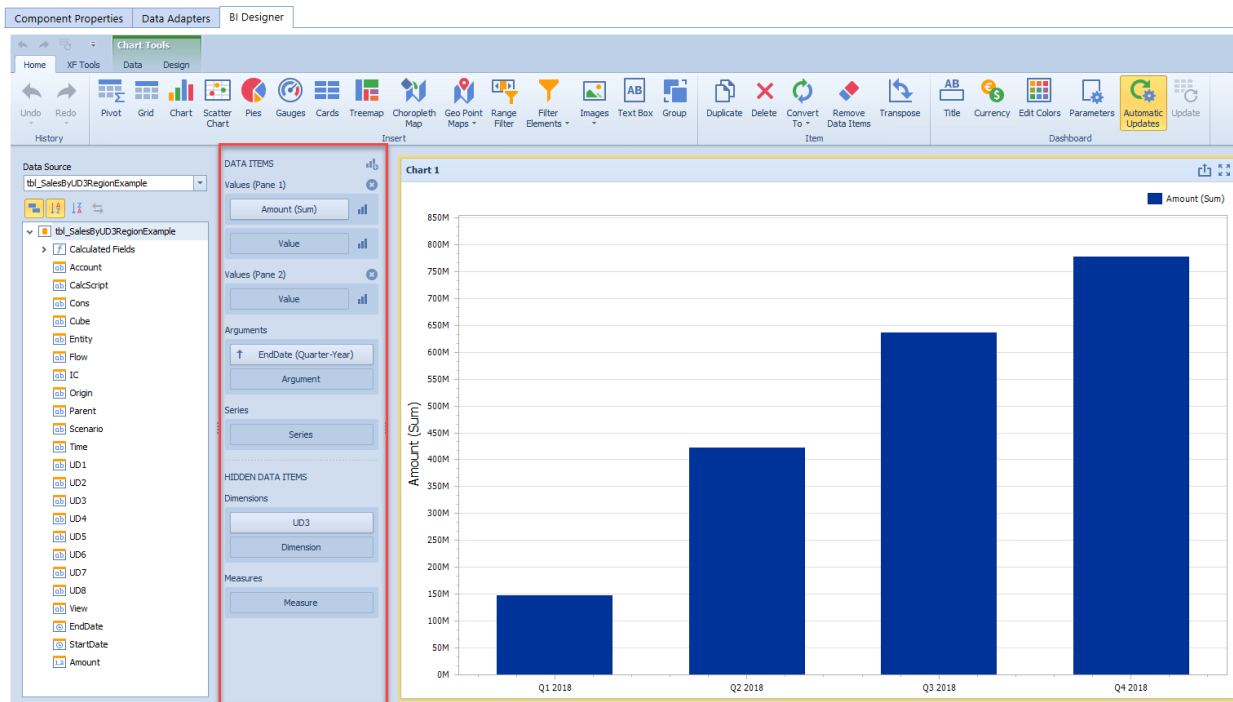 Component Properties Data Adapters BI Designer
Chart Tools
Home XF Tools Data Design
Undo Redo Pivot Grid Chart Scatter Chart Pies Gauges Cards Treemap Choropleth Map Geo Point Maps Range Filter Filter Elements Images Text Box Group Duplicate Delete Convert To Remove Data Items Transpose Title Currency Edit Colors Parameters Automatic Updates Update
History Insert Item Dashboard
Data Source
tbl_SalesByUD3RegionExample
tbl_SalesByUD3RegionExample
Calculated Fields
Account
CalcScript
Cons
Cube
Entity
Flow
IC
Origin
Parent
Scenario
Time
UD1
UD2
UD3
UD4
UD5
UD6
UD7
UD8
View
EndDate
StartDate
Amount
DATA ITEMS
Values (Pane 1)
Amount (Sum)
Value
Values (Pane 2)
Value
Arguments
EndDate (Quarter-Year)
Argument
Series
Series
HIDDEN DATA ITEMS
Dimensions
UD3
Dimension
Measures
Measure
Chart 1
Amount (Sum)
850M
800M
750M
700M
650M
600M
550M
500M
450M
400M
350M
300M
250M
200M
150M
100M
50M
0M
Amount (Sum)
Q1 2018 Q2 2018 Q3 2018 Q4 2018